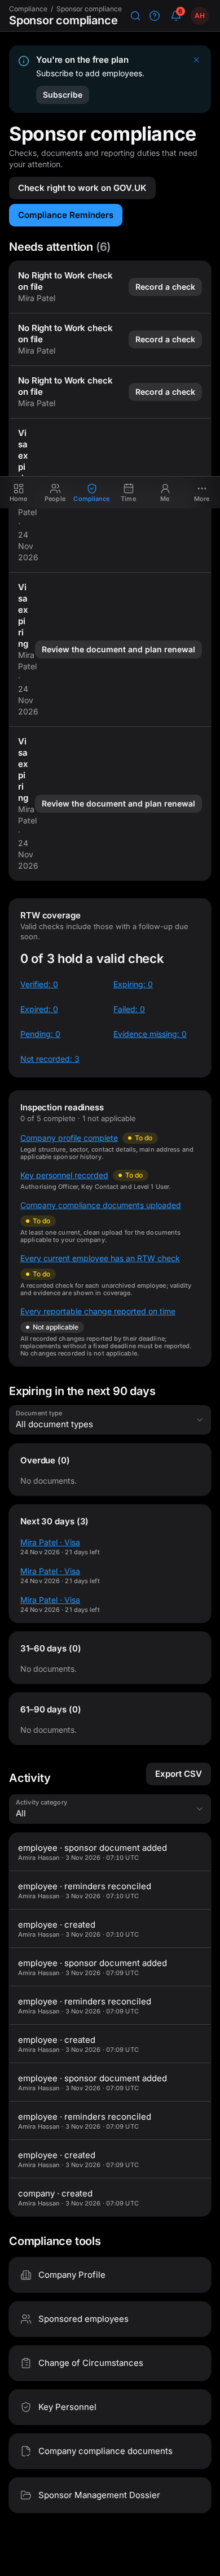 Compliance / Sponsor compliance
Sponsor compliance
6
AH
You're on the free plan
Subscribe to add employees.
Subscribe
Sponsor compliance
Checks, documents and reporting duties that need
your attention.
Check right to work on GOV.UK
Compliance Reminders
Needs attention (6)
No Right to Work check
on file
Mira Patel
Record a check
No Right to Work check
on file
Mira Patel
Record a check
No Right to Work check
on file
Mira Patel
Record a check
Vi
sa
ex
pi
Home
People
Compliance
Time
Me
More
Patel
·
24
Nov
2026
Vi
sa
ex
pi
ri
ng
Mira
Patel
·
24
Nov
2026
Review the document and plan renewal
Vi
sa
ex
pi
ri
ng
Mira
Patel
·
24
Nov
2026
Review the document and plan renewal
RTW coverage
Valid checks include those with a follow-up due
soon.
0 of 3 hold a valid check
Verified: 0
Expiring: 0
Expired: 0
Failed: 0
Pending: 0
Evidence missing: 0
Not recorded: 3
Inspection readiness
0 of 5 complete · 1 not applicable
Company profile complete
To do
Legal structure, sector, contact details, main address and
applicable sponsor history.
Key personnel recorded
To do
Authorising Officer, Key Contact and Level 1 User.
Company compliance documents uploaded
To do
At least one current, clean upload for the documents
applicable to your company.
Every current employee has an RTW check
To do
A recorded check for each unarchived employee; validity
and evidence are shown in coverage.
Every reportable change reported on time
Not applicable
All recorded changes reported by their deadline;
replacements without a fixed deadline must be reported.
No changes recorded is not applicable.
Expiring in the next 90 days
Document type
All document types
Overdue (0)
No documents.
Next 30 days (3)
Mira Patel · Visa
24 Nov 2026 · 21 days left
Mira Patel · Visa
24 Nov 2026 · 21 days left
Mira Patel · Visa
24 Nov 2026 · 21 days left
31–60 days (0)
No documents.
61–90 days (0)
No documents.
Activity
Export CSV
Activity category
All
employee · sponsor document added
Amira Hassan · 3 Nov 2026 · 07:10 UTC
employee · reminders reconciled
Amira Hassan · 3 Nov 2026 · 07:10 UTC
employee · created
Amira Hassan · 3 Nov 2026 · 07:10 UTC
employee · sponsor document added
Amira Hassan · 3 Nov 2026 · 07:09 UTC
employee · reminders reconciled
Amira Hassan · 3 Nov 2026 · 07:09 UTC
employee · created
Amira Hassan · 3 Nov 2026 · 07:09 UTC
employee · sponsor document added
Amira Hassan · 3 Nov 2026 · 07:09 UTC
employee · reminders reconciled
Amira Hassan · 3 Nov 2026 · 07:09 UTC
employee · created
Amira Hassan · 3 Nov 2026 · 07:09 UTC
company · created
Amira Hassan · 3 Nov 2026 · 07:09 UTC
Compliance tools
Company Profile
Sponsored employees
Change of Circumstances
Key Personnel
Company compliance documents
Sponsor Management Dossier